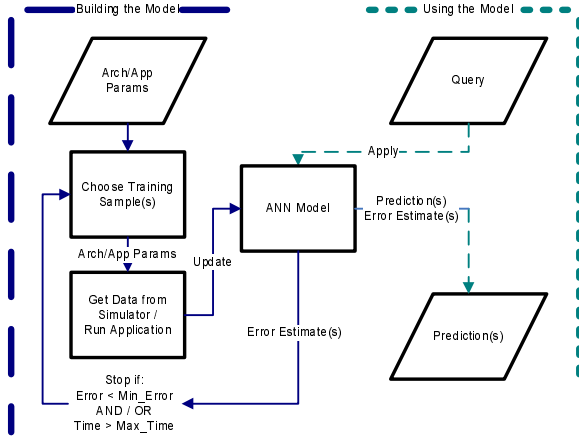 Building the Model
Using the Model
Arch/App
Params
Query
Apply
Choose Training
Sample(s)
ANN Model
Prediction(s)
Error Estimate(s)
Arch/App Params
Update
Get Data from
Simulator /
Run Application
Error Estimate(s)
Prediction(s)
Stop if:
Error < Min_Error
AND / OR
Time > Max_Time